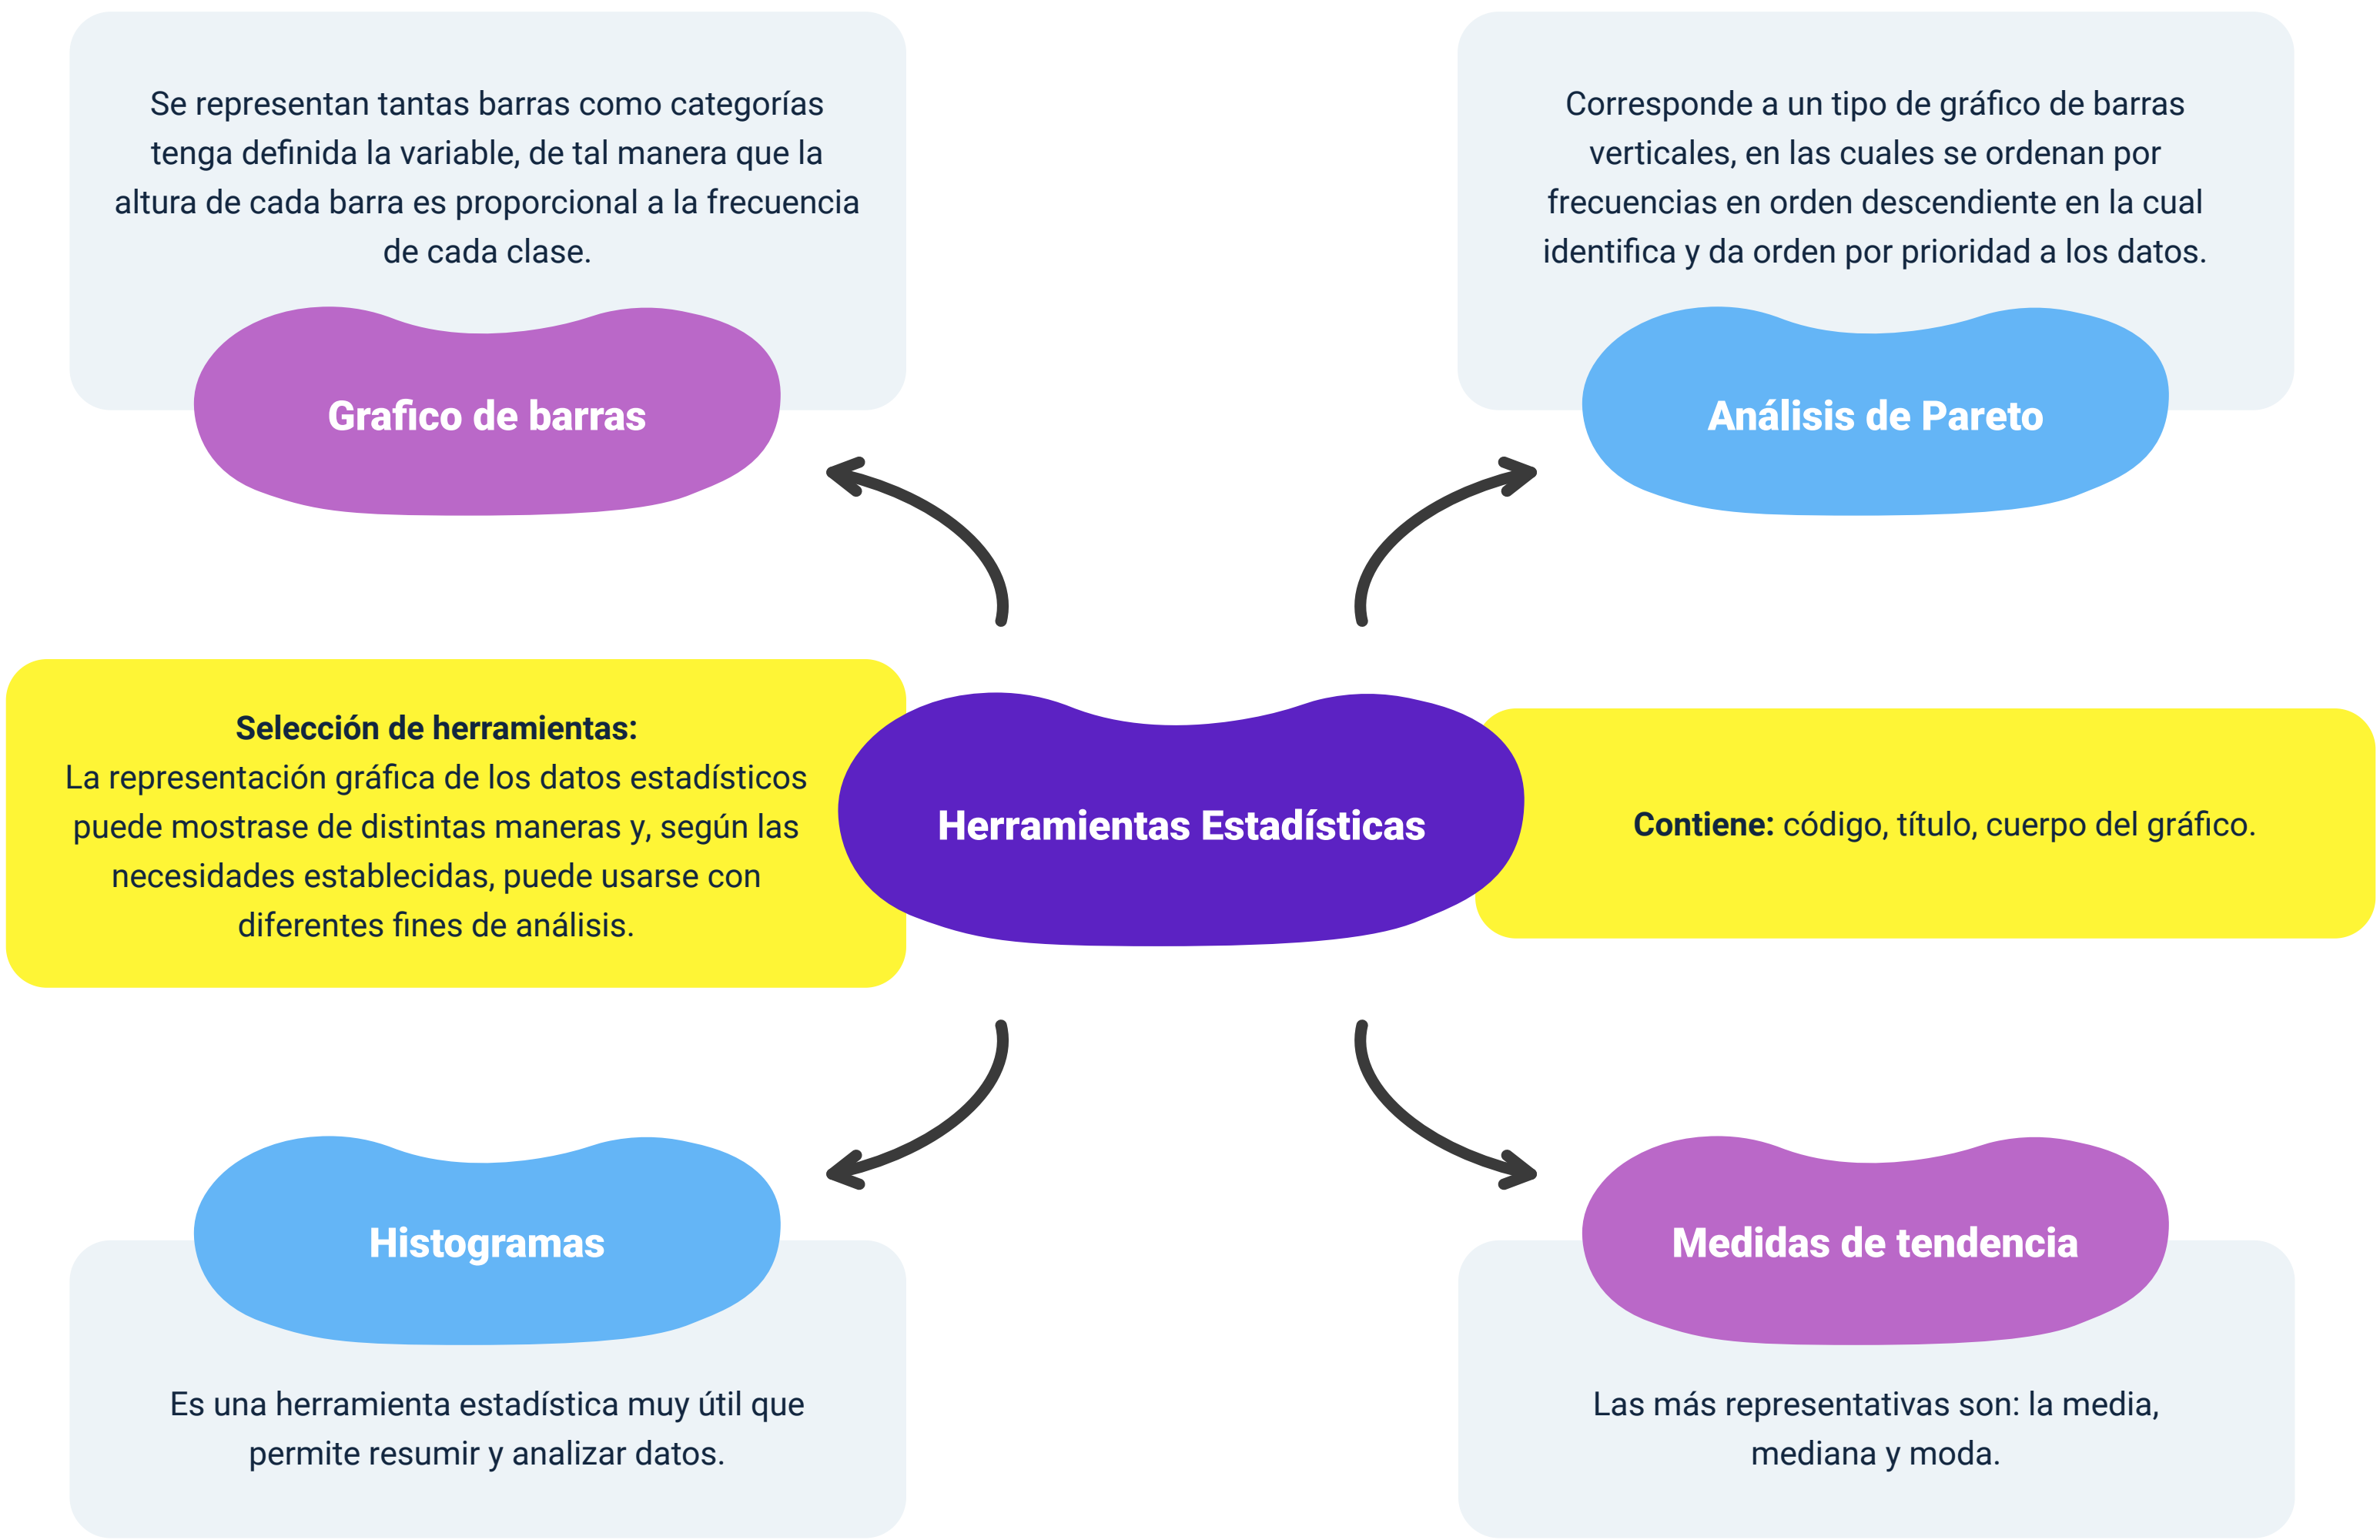 Se representan tantas barras como categorías
tenga definida la variable, de tal manera que la
altura de cada barra es proporcional a la frecuencia
de cada clase.
Grafico de barras
Corresponde a un tipo de gráfico de barras
verticales, en las cuales se ordenan por
frecuencias en orden descendiente en la cual
identifica y da orden por prioridad a los datos.
Análisis de Pareto
Selección de herramientas:
La representación gráfica de los datos estadísticos
puede mostrase de distintas maneras y, según las
necesidades establecidas, puede usarse con
diferentes fines de análisis.
Herramientas Estadísticas
Contiene: código, título, cuerpo del gráfico.
Histogramas
Es una herramienta estadística muy útil que
permite resumir y analizar datos.
Medidas de tendencia
Las más representativas son: la media,
mediana y moda.